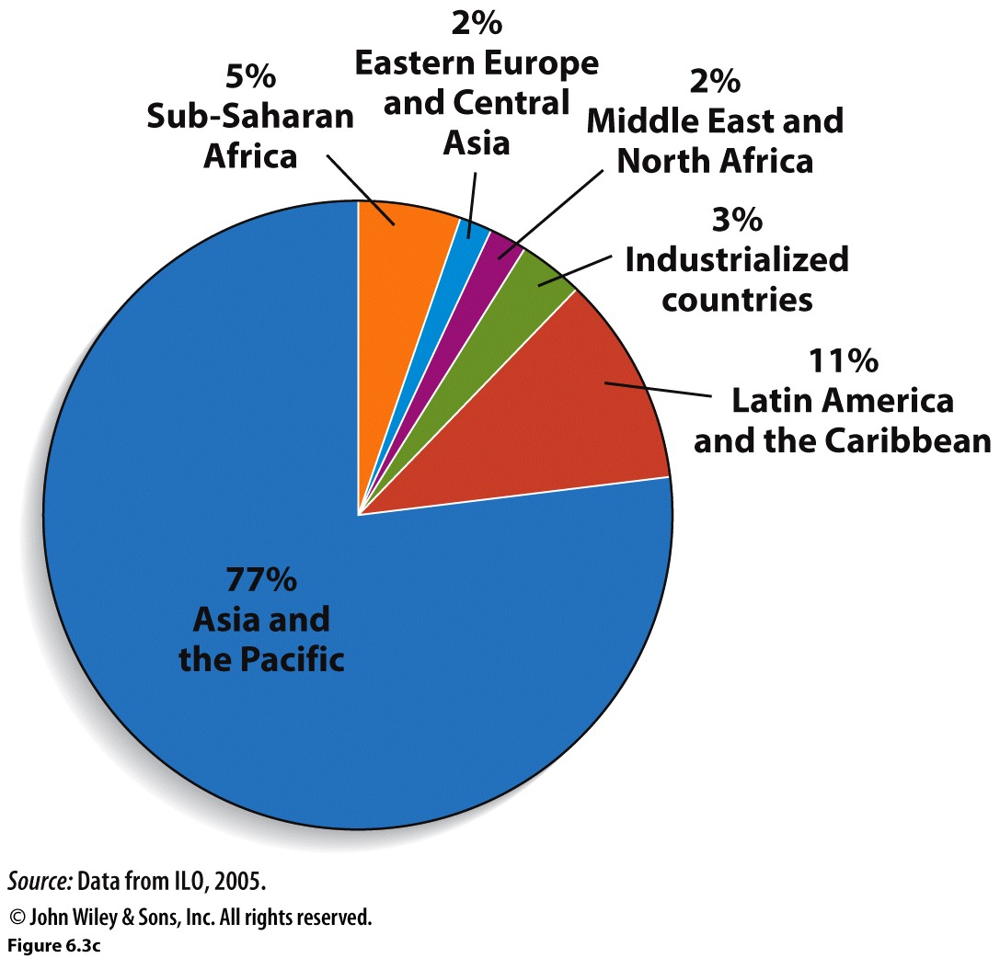 2%
Eastern Europe
and Central
Asia
5%
Sub-Saharan
Africa
2%
Middle East and
North Africa
3%
Industrialized
countries
11%
Latin America
and the Caribbean
77%
Asia and
the Pacific
Source: Data from ILO, 2005.
© John Wiley & Sons, Inc. All rights reserved.
Figure 6.3c